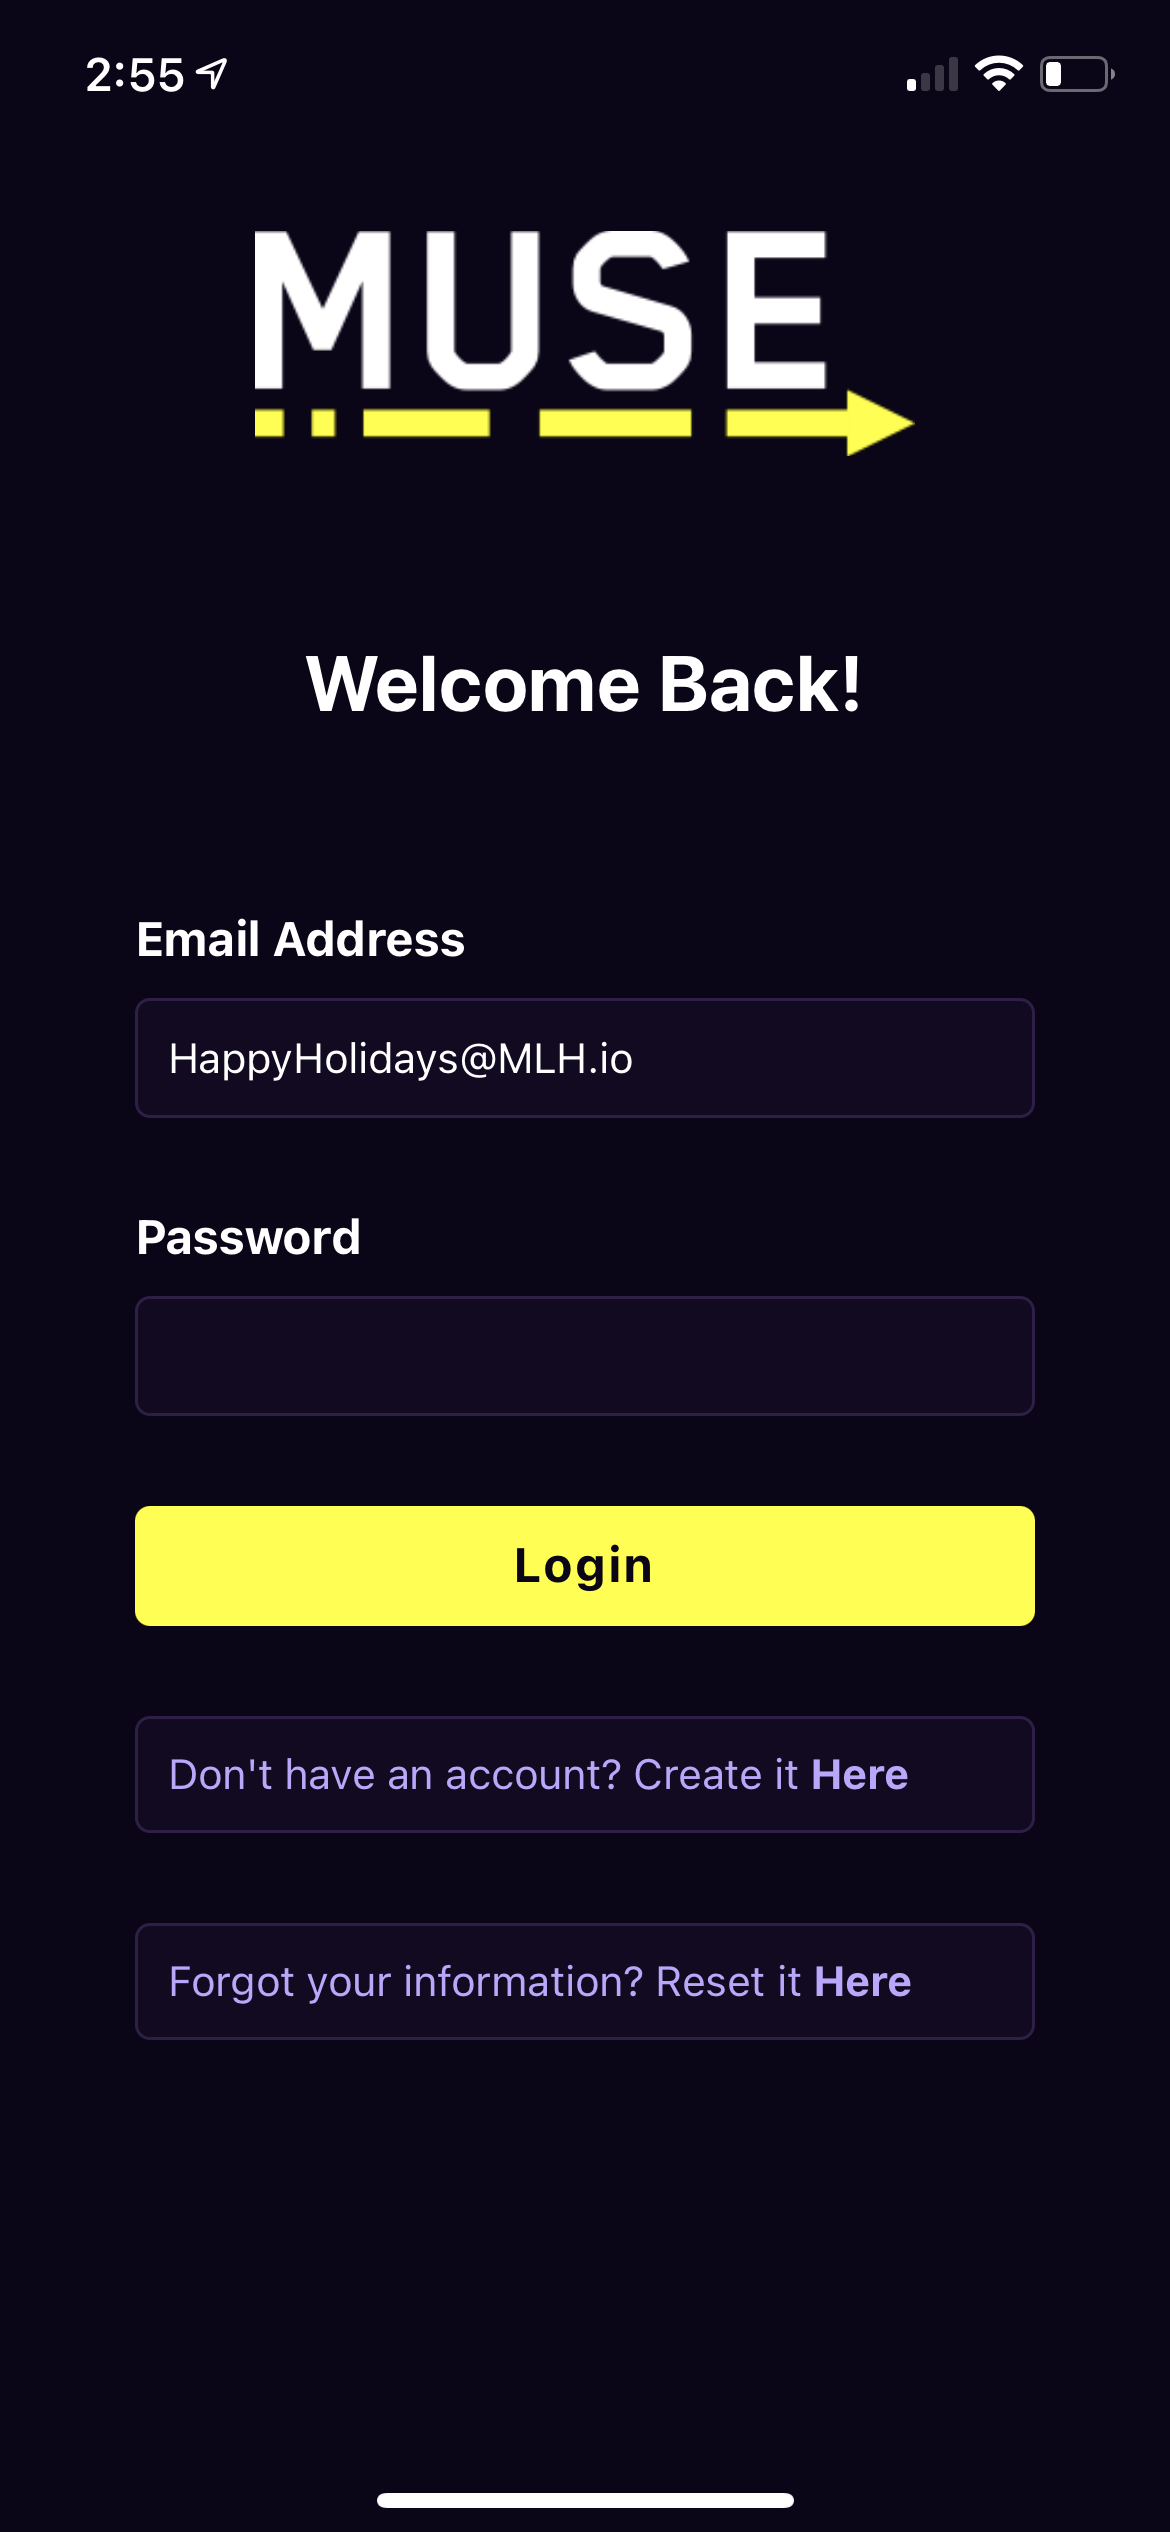 2:55
MUSE
Welcome Back!
Email Address
HappyHolidays@MLH.io
Password
Login
Don't have an account? Create it Here
Forgot your information? Reset it Here